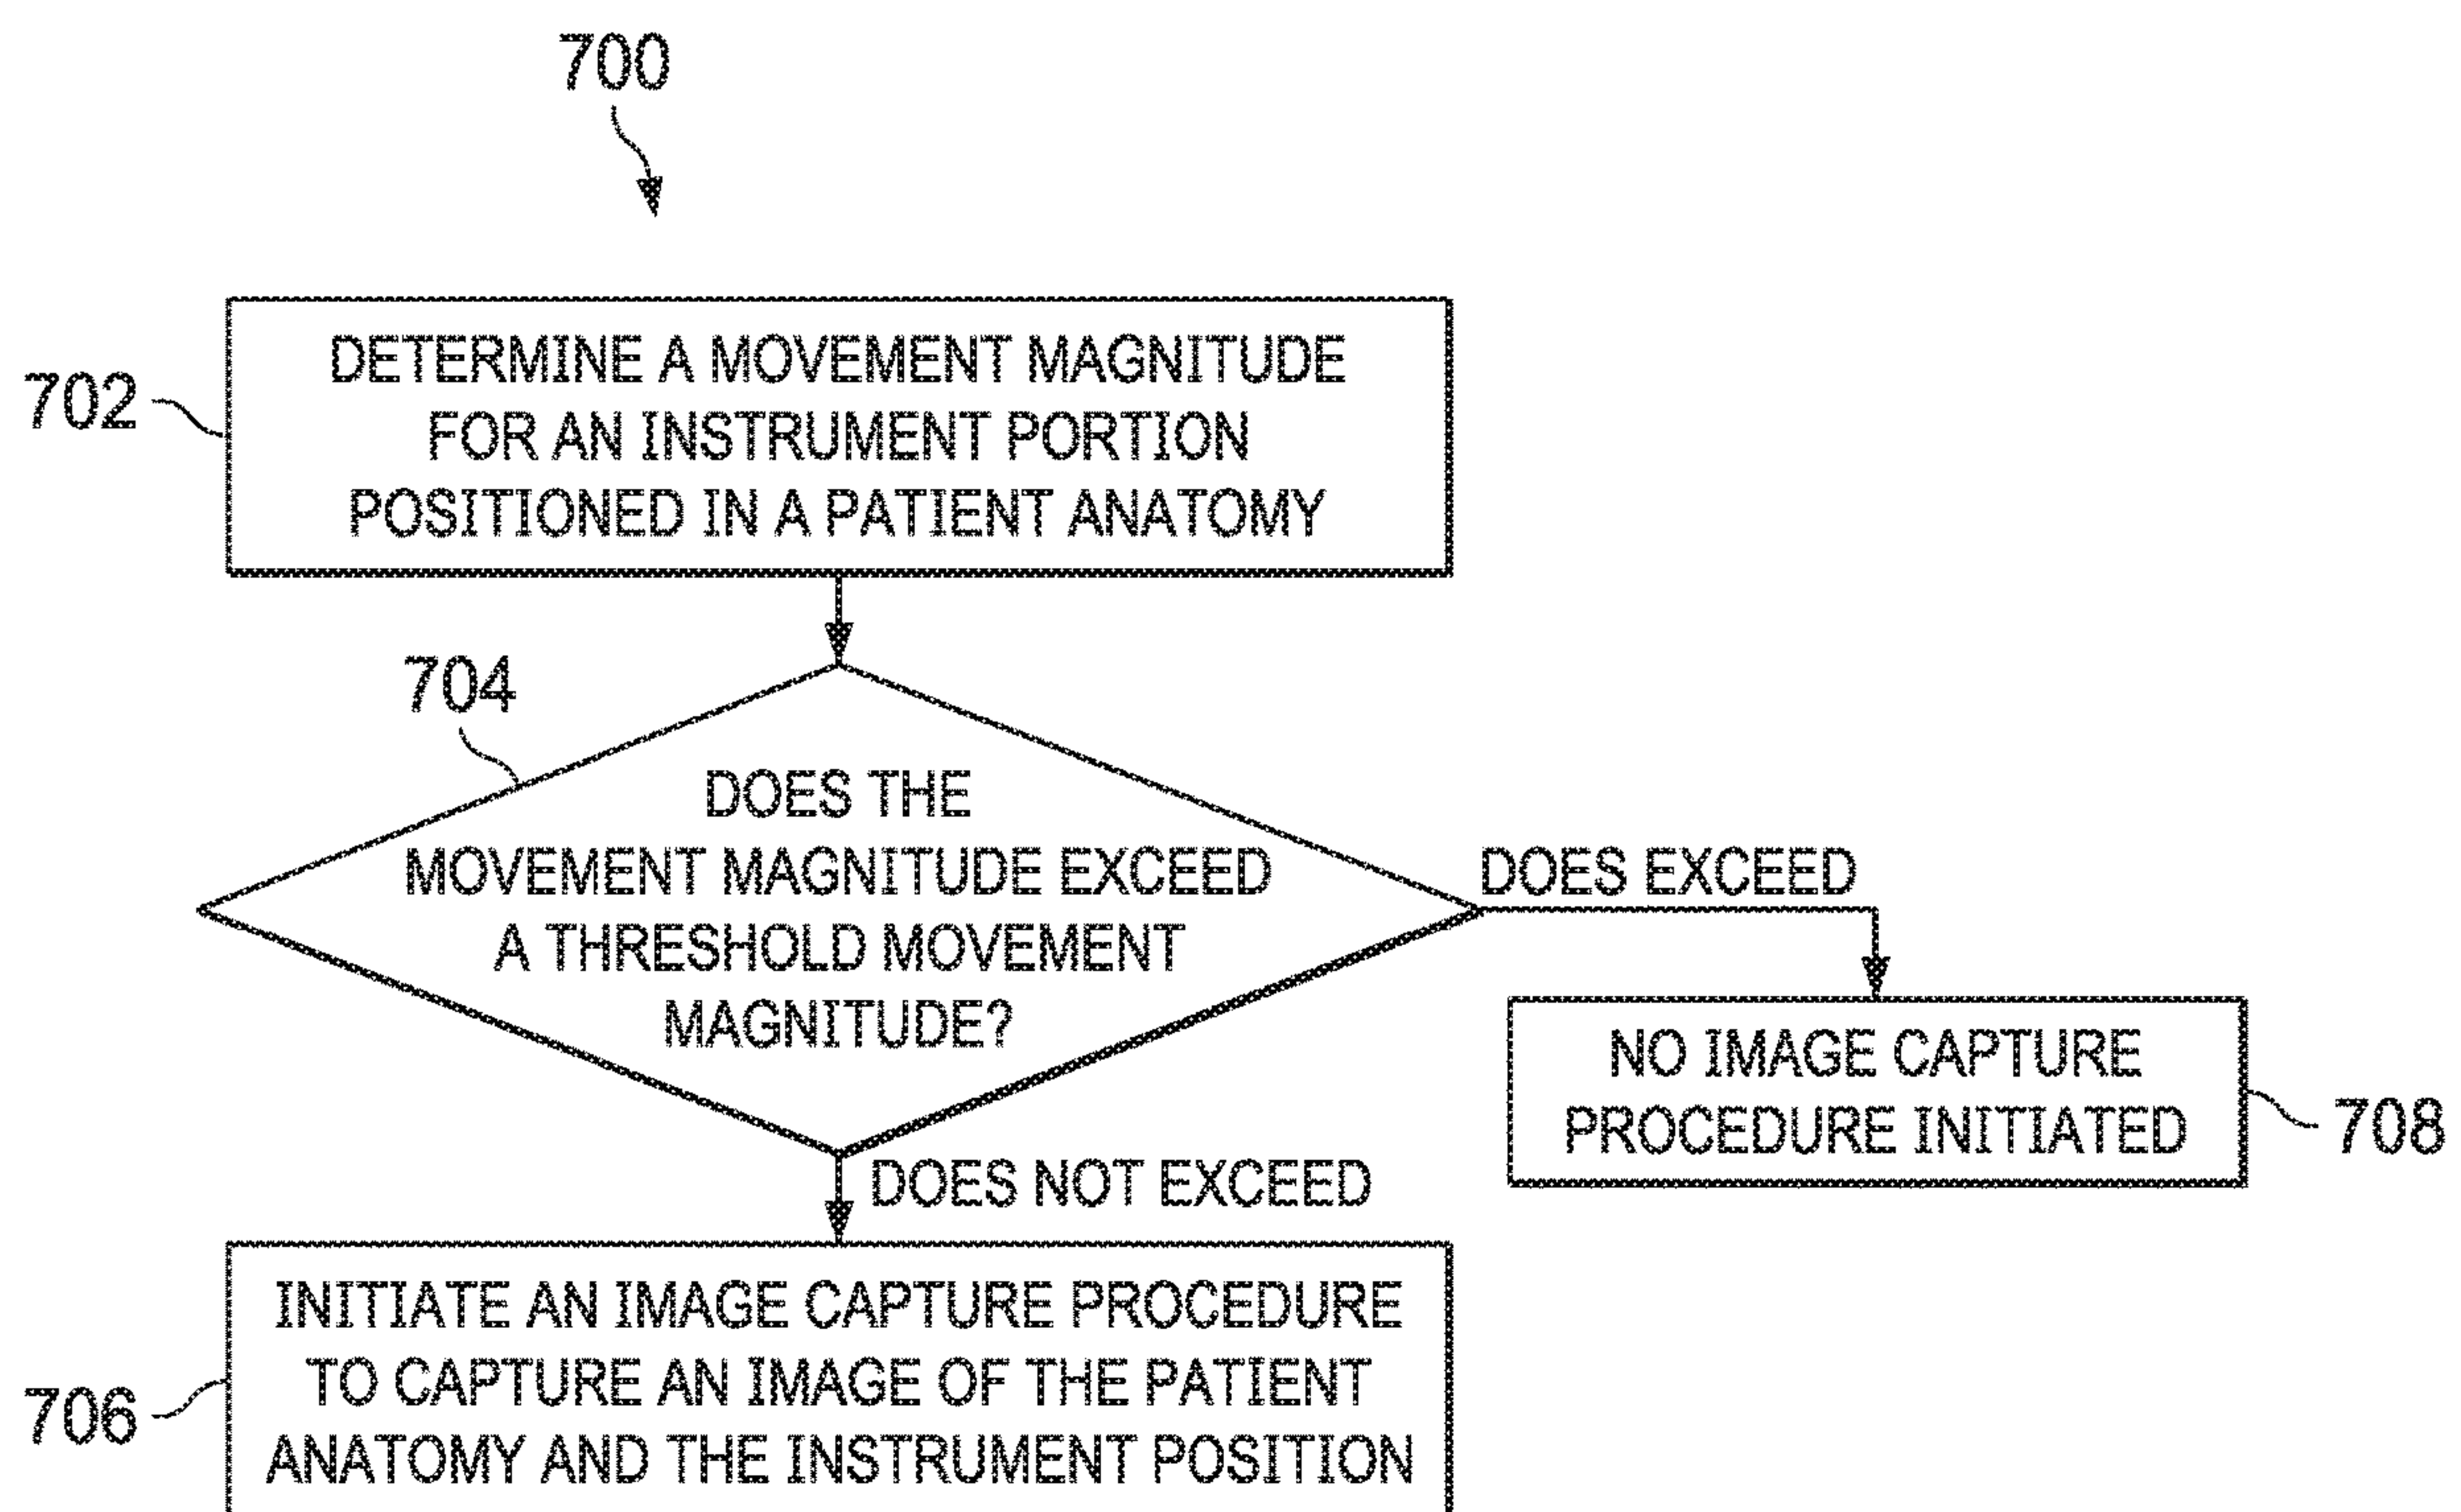 700
702
DETERMINE A MOVEMENT MAGNITUDE
FOR AN INSTRUMENT PORTION
POSITIONED IN A PATIENT ANATOMY
704
DOES THE
MOVEMENT MAGNITUDE EXCEED
A THRESHOLD MOVEMENT
MAGNITUDE?
DOES EXCEED
NO IMAGE CAPTURE
PROCEDURE INITIATED
708
DOES NOT EXCEED
706
INITIATE AN IMAGE CAPTURE PROCEDURE
TO CAPTURE AN IMAGE OF THE PATIENT
ANATOMY AND THE INSTRUMENT POSITION